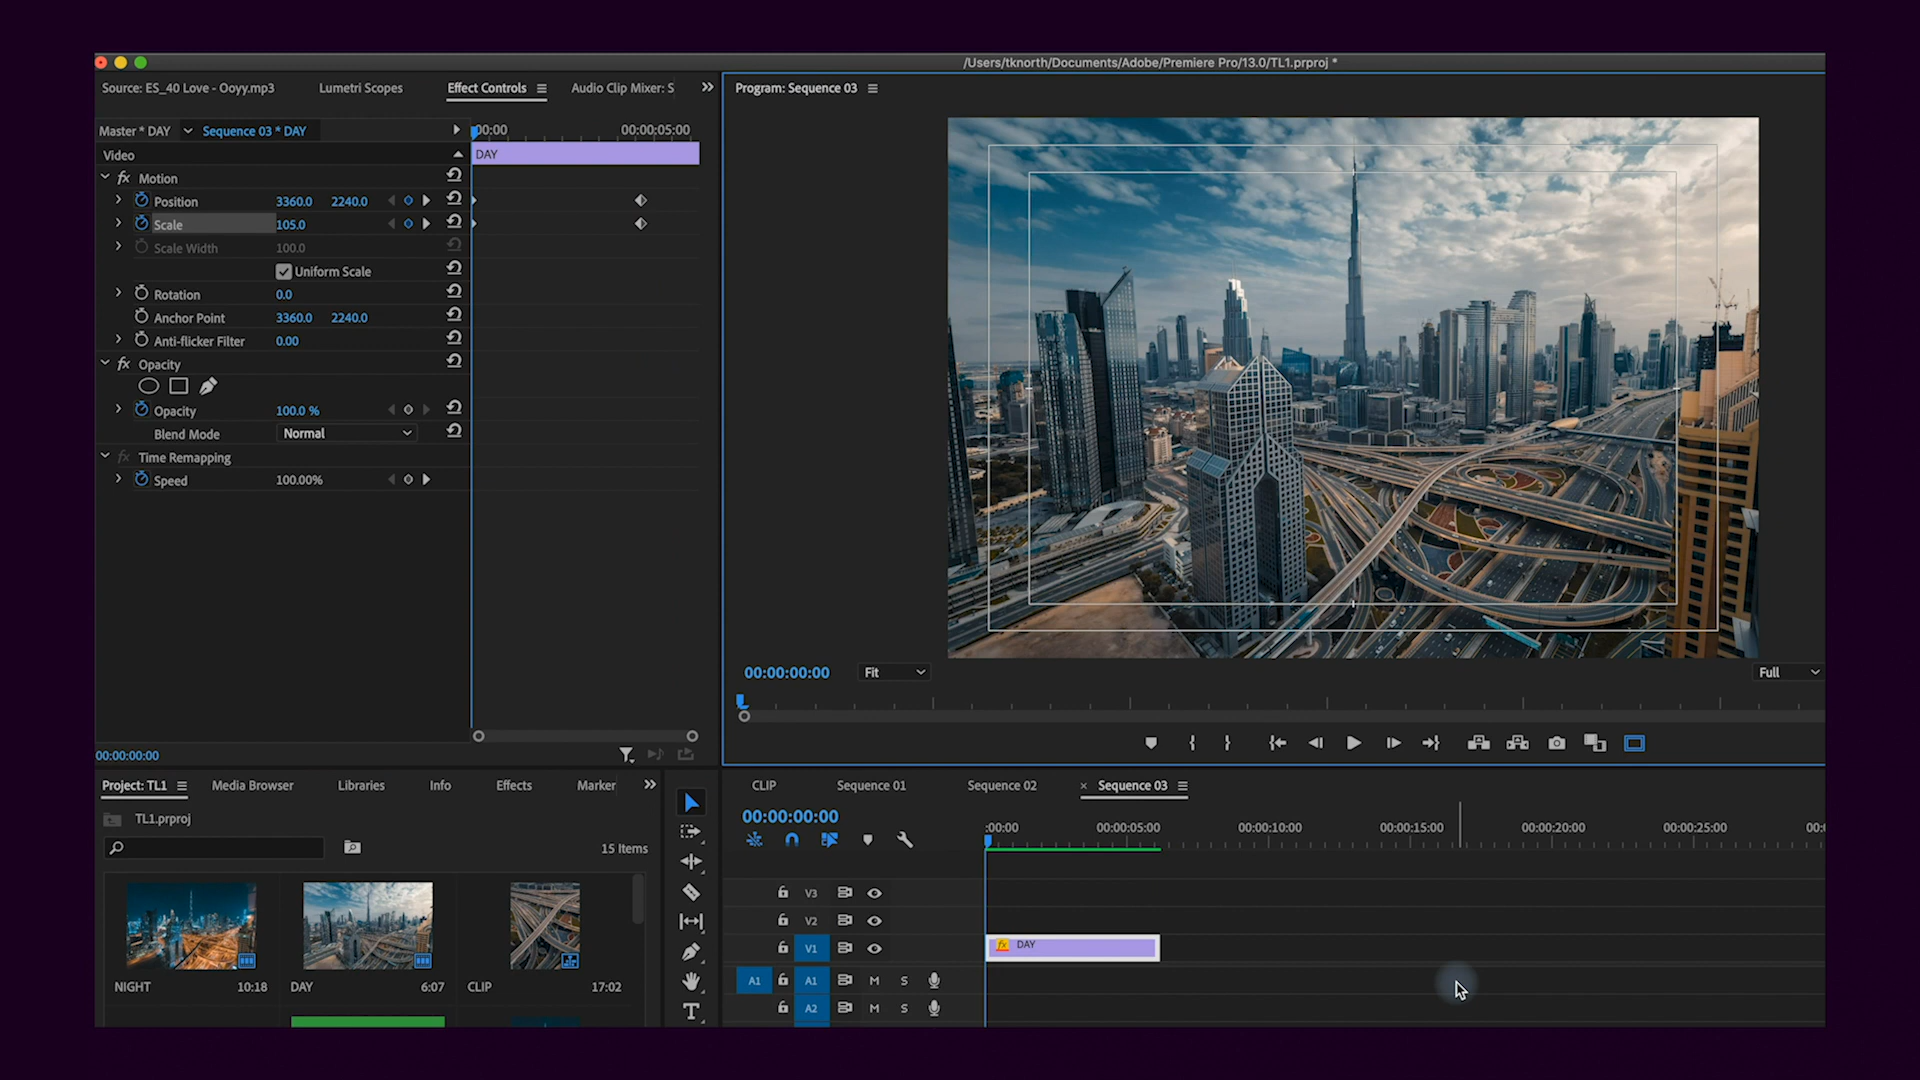 /Users/tknorth/Documents/Adobe/Premiere Pro/13.0/TL1.prproj *
Source: ES_40 Love - Ooyy.mp3
Lumetri Scopes
Effect Controls
Audio Clip Mixer: S
Program: Sequence 03
Master * DAY
Sequence 03 * DAY
:00:00
00:00:05:00
Video
DAY
fx Motion
Position 3360.0 2240.0
Scale 105.0
Scale Width 100.0
Uniform Scale
Rotation 0.0
Anchor Point 3360.0 2240.0
Anti-flicker Filter 0.00
fx Opacity
Opacity 100.0 %
Blend Mode Normal
fx Time Remapping
Speed 100.00%
00:00:00:00
00:00:00:00
Fit
Full
Project: TL1
Media Browser
Libraries
Info
Effects
Marker
TL1.prproj
15 Items
NIGHT 10:18
DAY 6:07
CLIP 17:02
T
CLIP
Sequence 01
Sequence 02
× Sequence 03
00:00:00:00
:00:00
00:00:05:00
00:00:10:00
00:00:15:00
00:00:20:00
00:00:25:00
00:
V3
V2
V1
fx DAY
A1 A1 M S
A2 M S